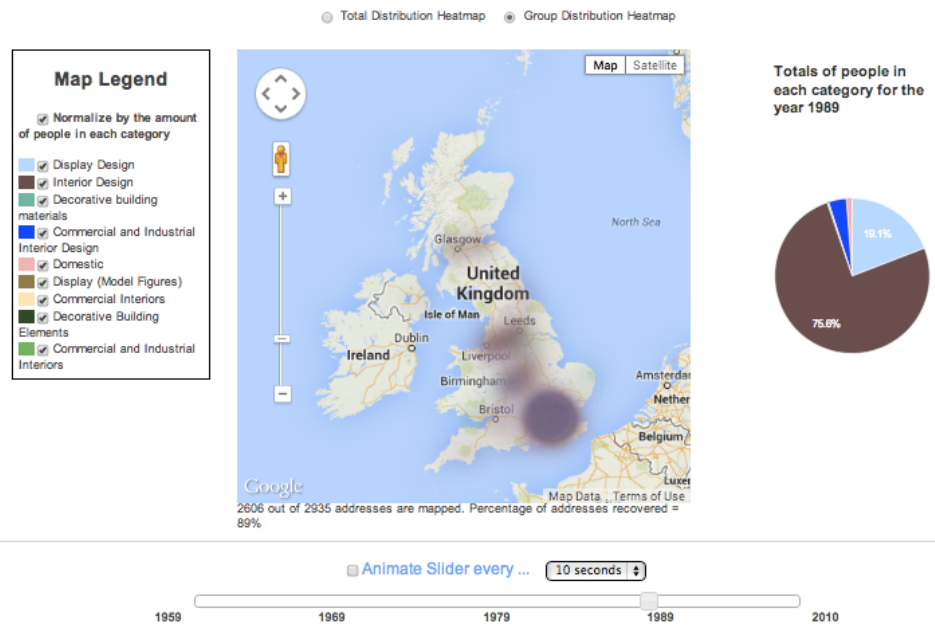 Total Distribution Heatmap Group Distribution Heatmap
Map Legend
Normalize by the amount
of people in each category
Display Design
Interior Design
Decorative building
materials
Commercial and Industrial
Interior Design
Domestic
Display (Model Figures)
Commercial Interiors
Decorative Building
Elements
Commercial and Industrial
Interiors
Map Satellite
North Sea
Glasgow
United
Kingdom
Isle of Man
Leeds
Dublin
Ireland
Liverpool
Birmingham
Amsterdam
Nether
Bristol
Belgium
Luxer
Google
Map Data Terms of Use
2606 out of 2935 addresses are mapped. Percentage of addresses recovered =
89%
Totals of people in
each category for the
year 1989
19.1%
75.6%
Animate Slider every ... 10 seconds
1959 1969 1979 1989 2010